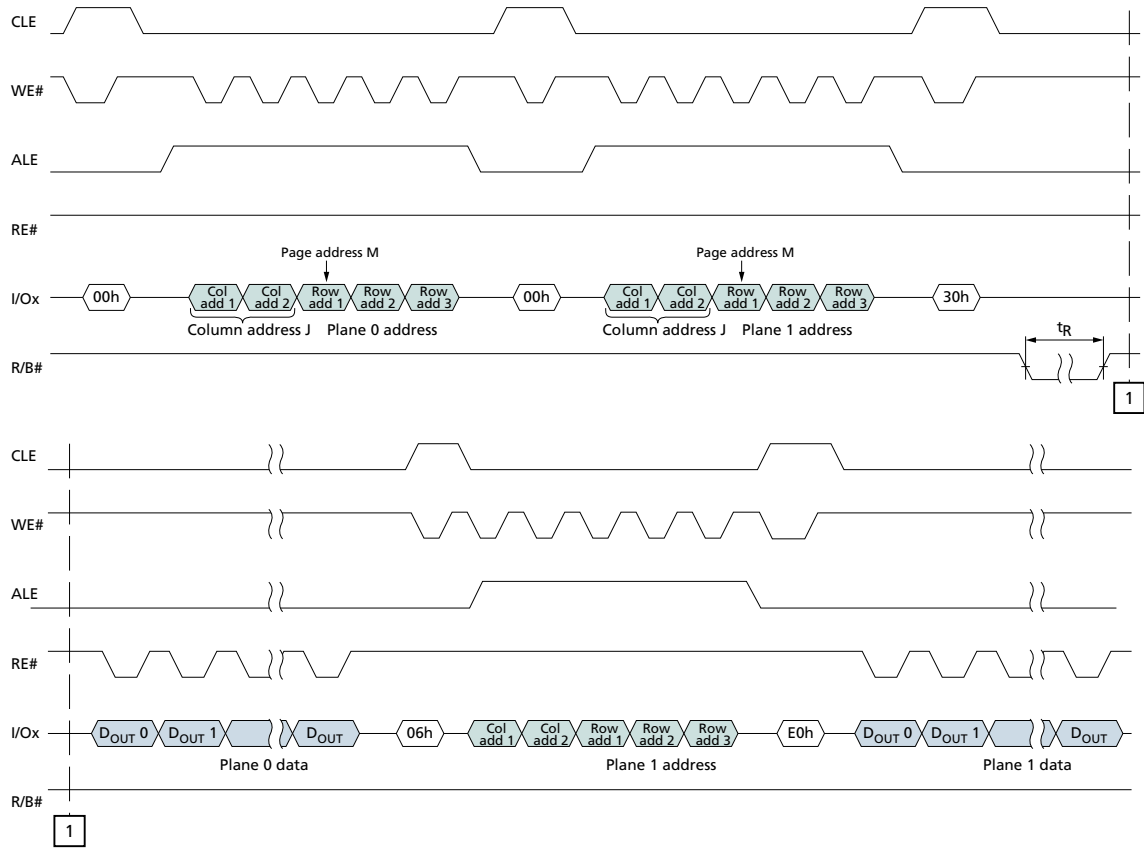 CLE
WE#
ALE
RE#
Page address M Page address M
I/Ox 00h Col add 1 Col add 2 Row add 1 Row add 2 Row add 3 00h Col add 1 Col add 2 Row add 1 Row add 2 Row add 3 30h
Column address J Plane 0 address Column address J Plane 1 address
tR
R/B#
1
CLE
WE#
ALE
RE#
I/Ox DOUT 0 DOUT 1 DOUT 06h Col add 1 Col add 2 Row add 1 Row add 2 Row add 3 E0h DOUT 0 DOUT 1 DOUT
Plane 0 data Plane 1 address Plane 1 data
R/B#
1